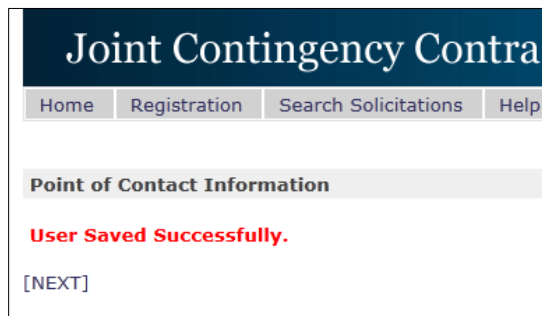 Joint Contingency Contra
Home Registration Search Solicitations Help
Point of Contact Information
User Saved Successfully.
[NEXT]